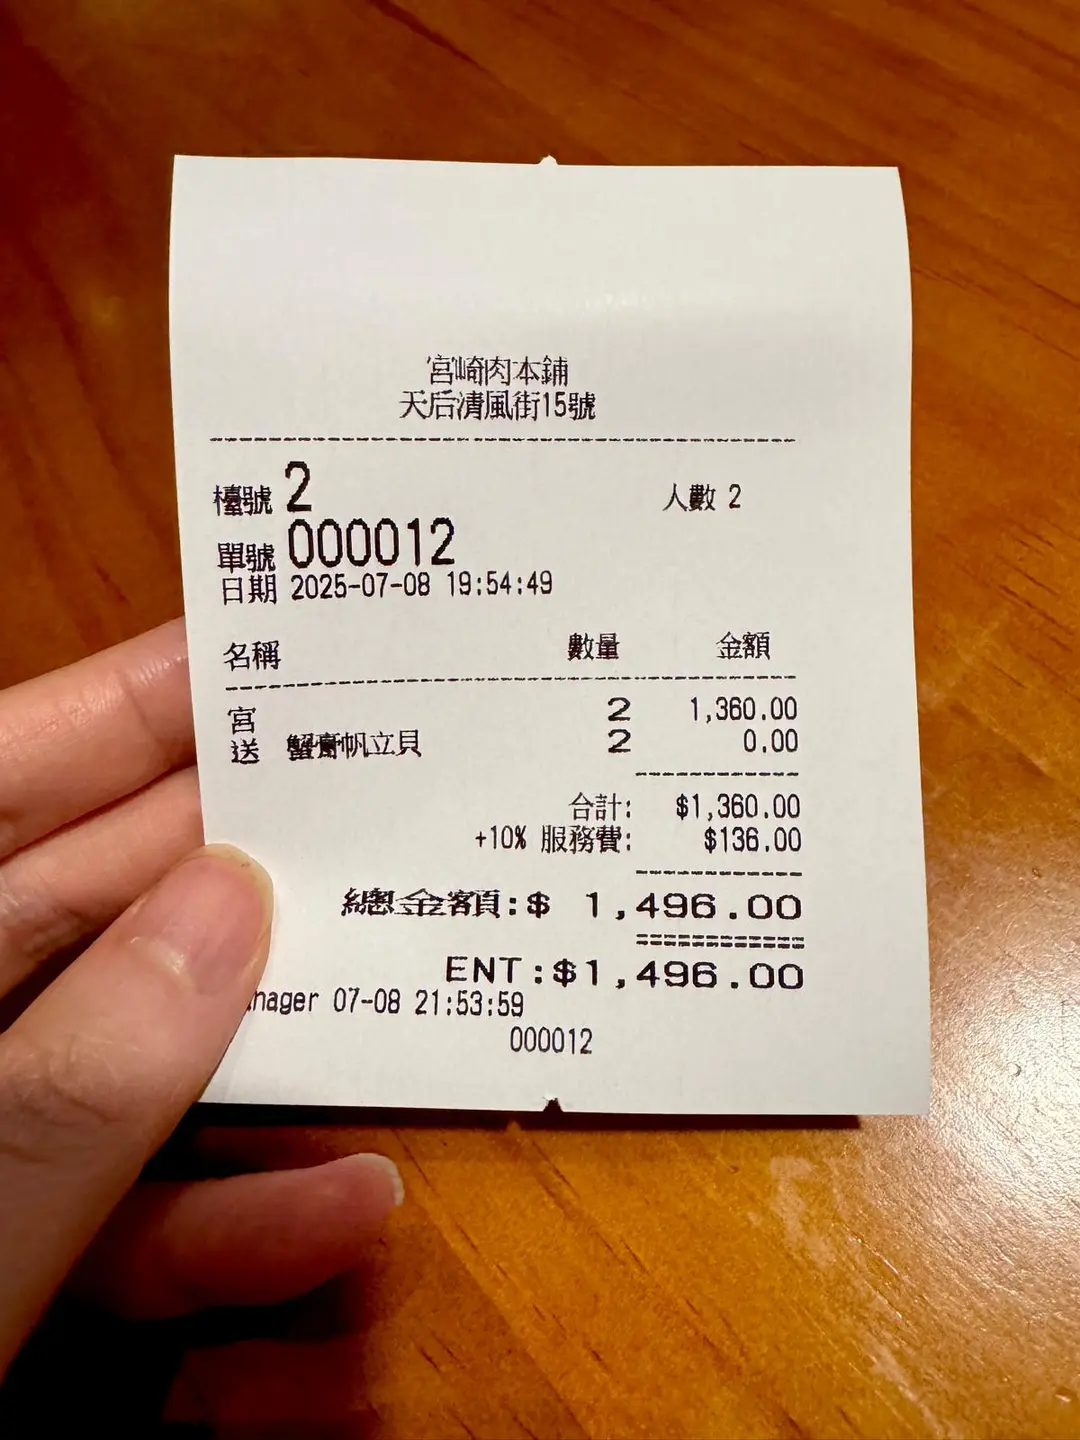 宮崎肉本鋪
天后清風街15號
檯號 2 人數 2
單號 000012
日期 2025-07-08 19:54:49
名稱 數量 金額
宮 2 1,360.00
送 蟹膏帆立貝 2 0.00
合計: $1,360.00
+10% 服務費: $136.00
總金額:$ 1,496.00
ENT:$1,496.00
nager 07-08 21:53:59
000012